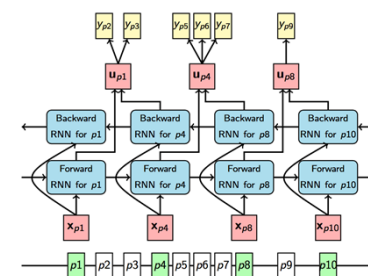 yp2 yp3 yp5 yp6 yp7 yp9
up1 up4 up8
Backward Backward Backward Backward
RNN for p1 RNN for p4 RNN for p8 RNN for p10
Forward Forward Forward Forward
RNN for p1 RNN for p4 RNN for p8 RNN for p10
xp1 xp4 xp8 xp10
p1 p2 p3 p4 p5 p6 p7 p8 p9 p10